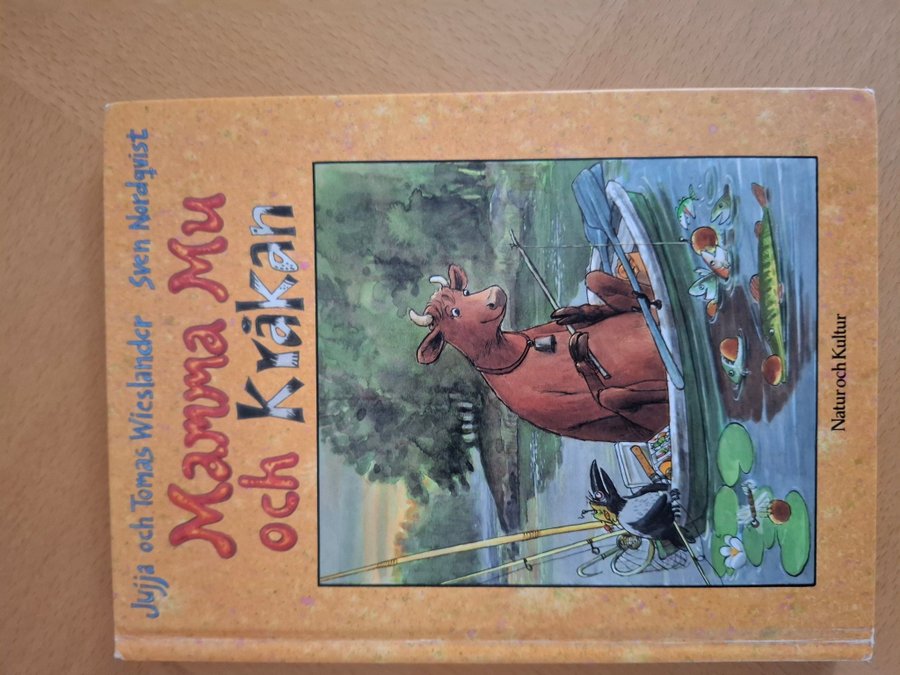 Jujja och Tomas Wieslander Sven Nordqvist
Mamma Mu
och Kråkan
Natur och Kultur